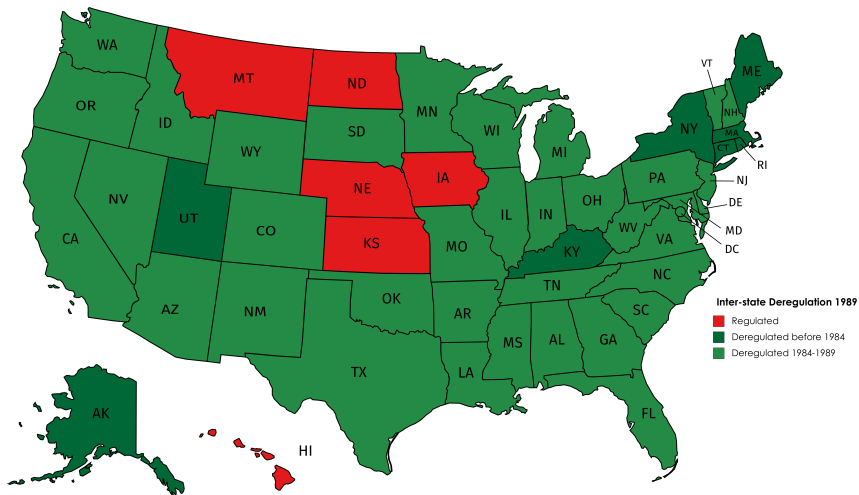 WA
OR
CA
NV
ID
MT
WY
UT
AZ
CO
NM
ND
SD
NE
KS
OK
TX
MN
IA
MO
AR
LA
WI
IL
MI
IN
OH
KY
TN
MS
AL
GA
FL
SC
NC
VA
WV
PA
NY
VT
NH
ME
MA
CT
RI
NJ
DE
MD
DC
AK
HI
Inter-state Deregulation 1989
Regulated
Deregulated before 1984
Deregulated 1984-1989